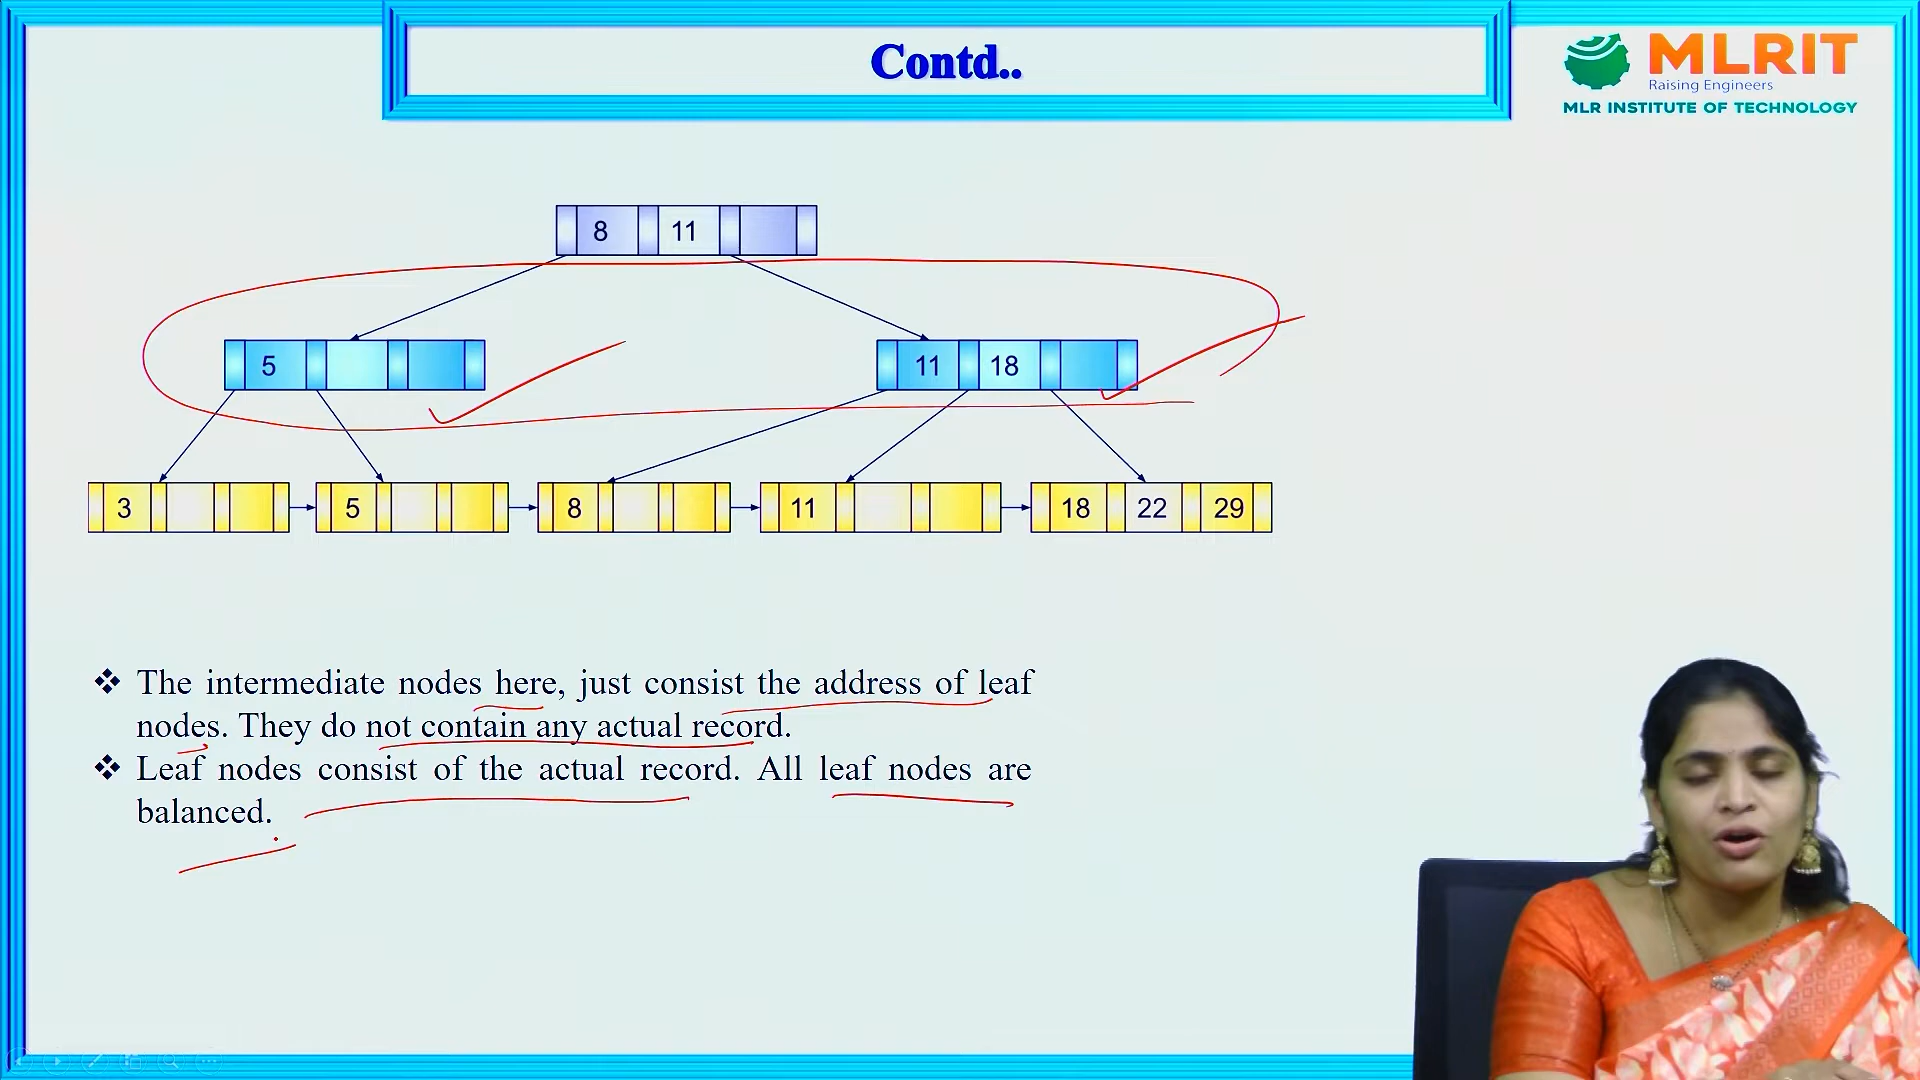 Contd..
MLRIT
Raising Engineers
MLR INSTITUTE OF TECHNOLOGY
8 11
5
11 18
3 5 8 11 18 22 29
❖ The intermediate nodes here, just consist the address of leaf
nodes. They do not contain any actual record.
❖ Leaf nodes consist of the actual record. All leaf nodes are
balanced.